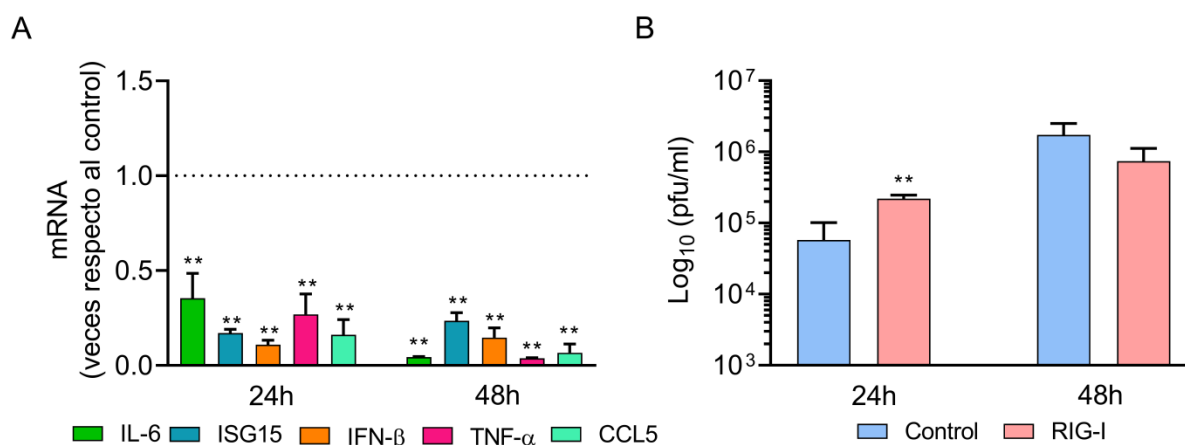 A
mRNA
(veces respecto al control)
1.5
1.0
0.5
0.0
** ** ** ** **
** ** ** ** **
24h 48h
IL-6 ISG15 IFN-β TNF-α CCL5
B
Log₁₀ (pfu/ml)
10⁷
10⁶
10⁵
10⁴
10³
**
24h 48h
Control RIG-I